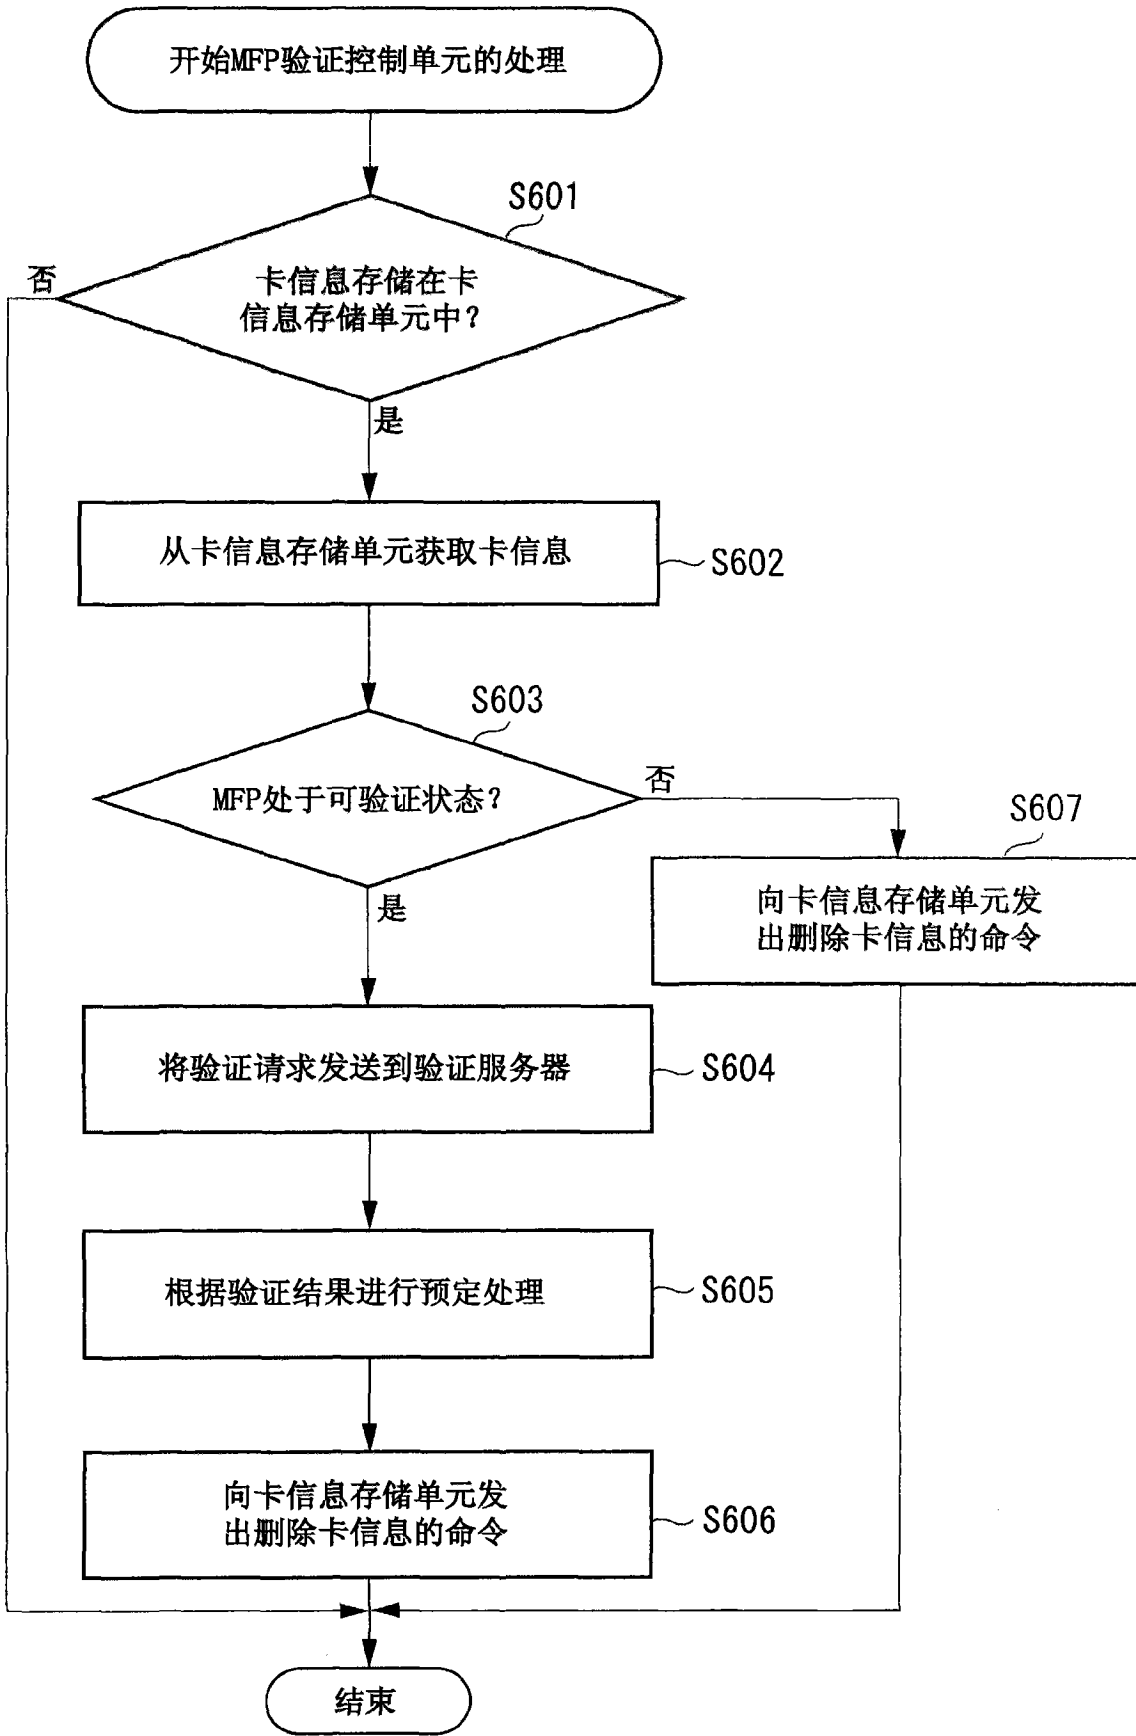 开始MFP验证控制单元的处理
S601
否
卡信息存储在卡
信息存储单元中?
是
从卡信息存储单元获取卡信息
S602
S603
MFP处于可验证状态?
否
S607
是
向卡信息存储单元发
出删除卡信息的命令
将验证请求发送到验证服务器
S604
根据验证结果进行预定处理
S605
向卡信息存储单元发
出删除卡信息的命令
S606
结束